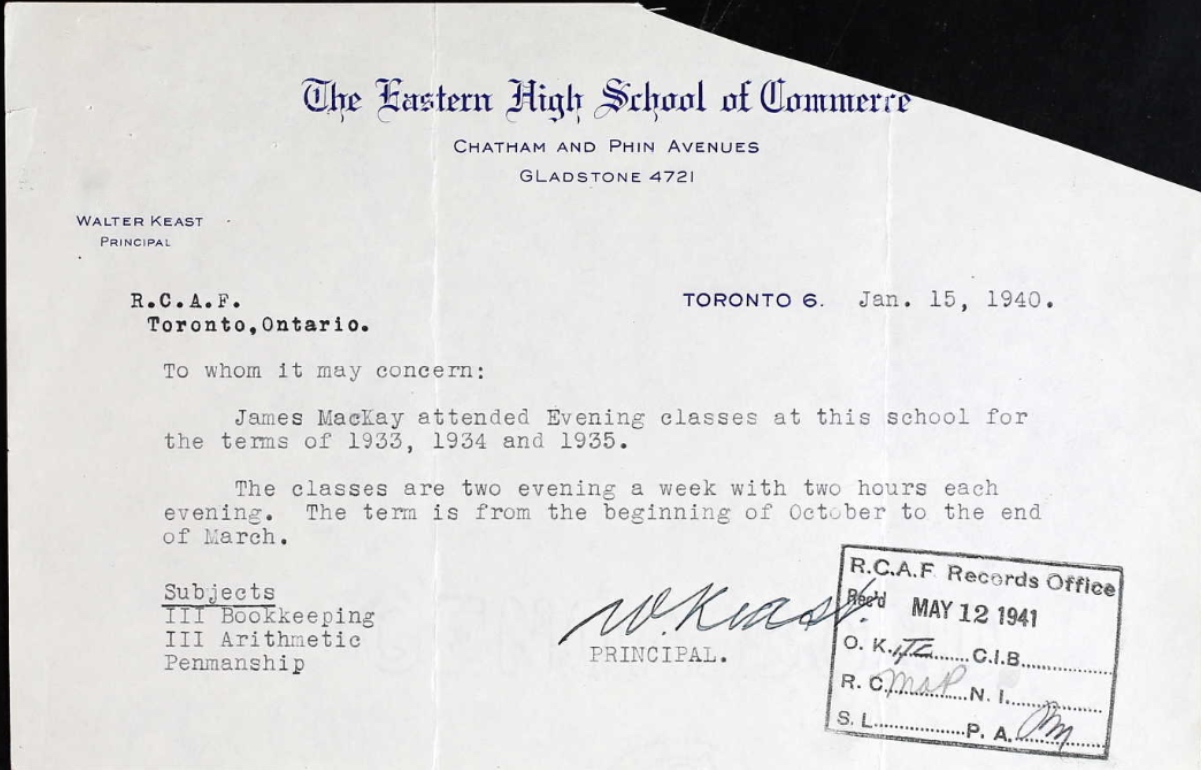 The Eastern High School of Commerce
CHATHAM AND PHIN AVENUES
GLADSTONE 4721
WALTER KEAST
PRINCIPAL
R.C.A.F.
Toronto,Ontario.
TORONTO 6. Jan. 15, 1940.
To whom it may concern:
James MacKay attended Evening classes at this school for
the terms of 1933, 1934 and 1935.
The classes are two evening a week with two hours each
evening. The term is from the beginning of October to the end
of March.
Subjects
III Bookkeeping
III Arithmetic
Penmanship
W. Keast.
PRINCIPAL.
R.C.A.F. Records Office
Rec'd MAY 12 1941
O. K. ........ C.I.B. ........
R. C. ........ N. I. ........
S. L. ........ P. A. ........